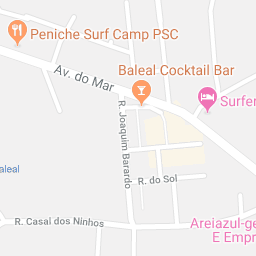 Peniche Surf Camp PSC
Av. do Mar
Baleal Cocktail Bar
Surfer
R. Joaquim Barardo
aleal
R. do Sol
R. Casal dos Ninhos
Areiazul-ge
E Empr